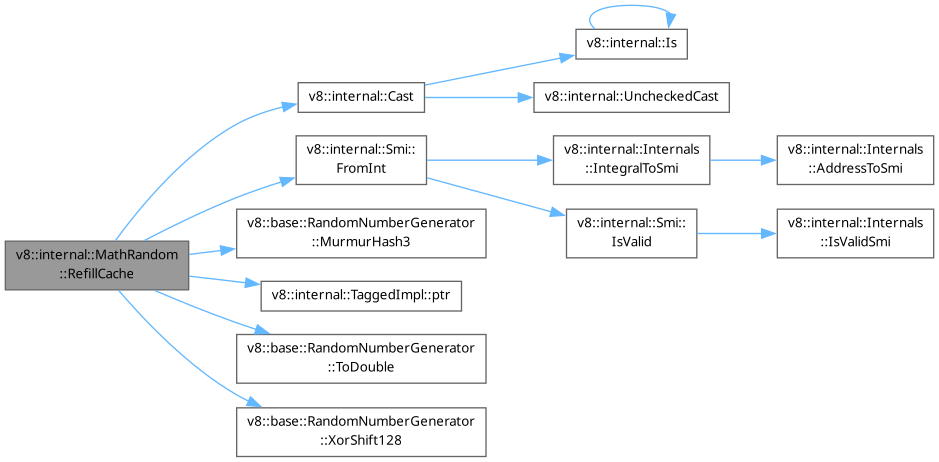 v8::internal::Is
v8::internal::Cast
v8::internal::UncheckedCast
v8::internal::Smi::
FromInt
v8::internal::Internals
::IntegralToSmi
v8::internal::Internals
::AddressToSmi
v8::base::RandomNumberGenerator
::MurmurHash3
v8::internal::Smi::
IsValid
v8::internal::Internals
::IsValidSmi
v8::internal::MathRandom
::RefillCache
v8::internal::TaggedImpl::ptr
v8::base::RandomNumberGenerator
::ToDouble
v8::base::RandomNumberGenerator
::XorShift128